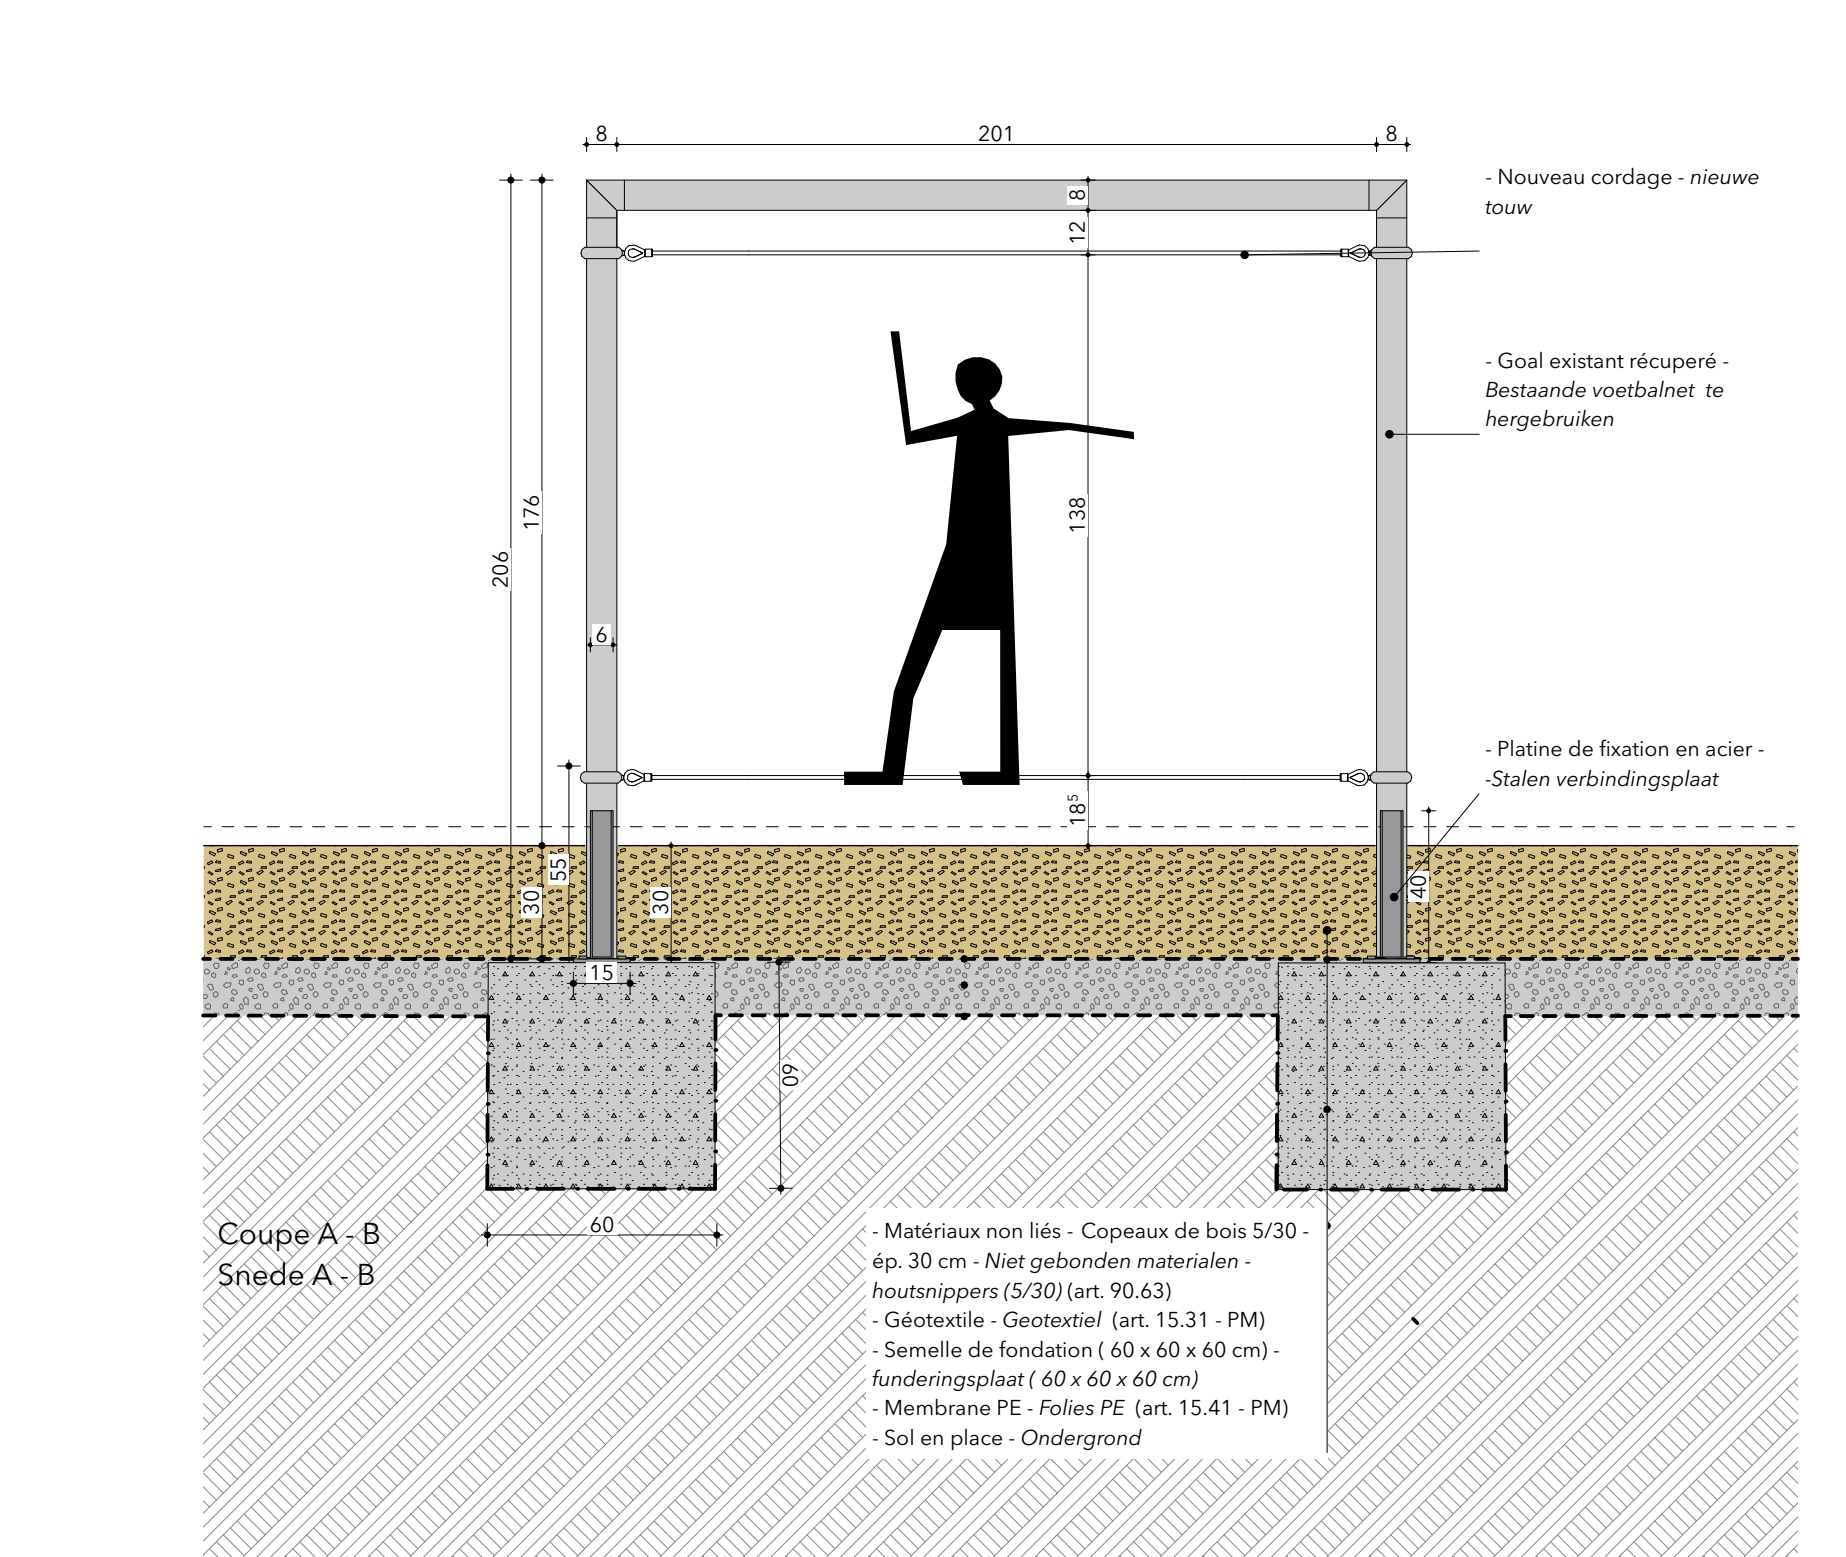 8
201
8
- Nouveau cordage - nieuwe
touw
8
12
- Goal existant récuperé -
Bestaande voetbalnet te
hergebruiken
176
138
206
6
- Platine de fixation en acier -
-Stalen verbindingsplaat
18⁵
55
30
30
40
15
60
60
Coupe A - B
Snede A - B
- Matériaux non liés - Copeaux de bois 5/30 -
ép. 30 cm - Niet gebonden materialen -
houtsnippers (5/30) (art. 90.63)
- Géotextile - Geotextiel (art. 15.31 - PM)
- Semelle de fondation ( 60 x 60 x 60 cm) -
funderingsplaat ( 60 x 60 x 60 cm)
- Membrane PE - Folies PE (art. 15.41 - PM)
- Sol en place - Ondergrond